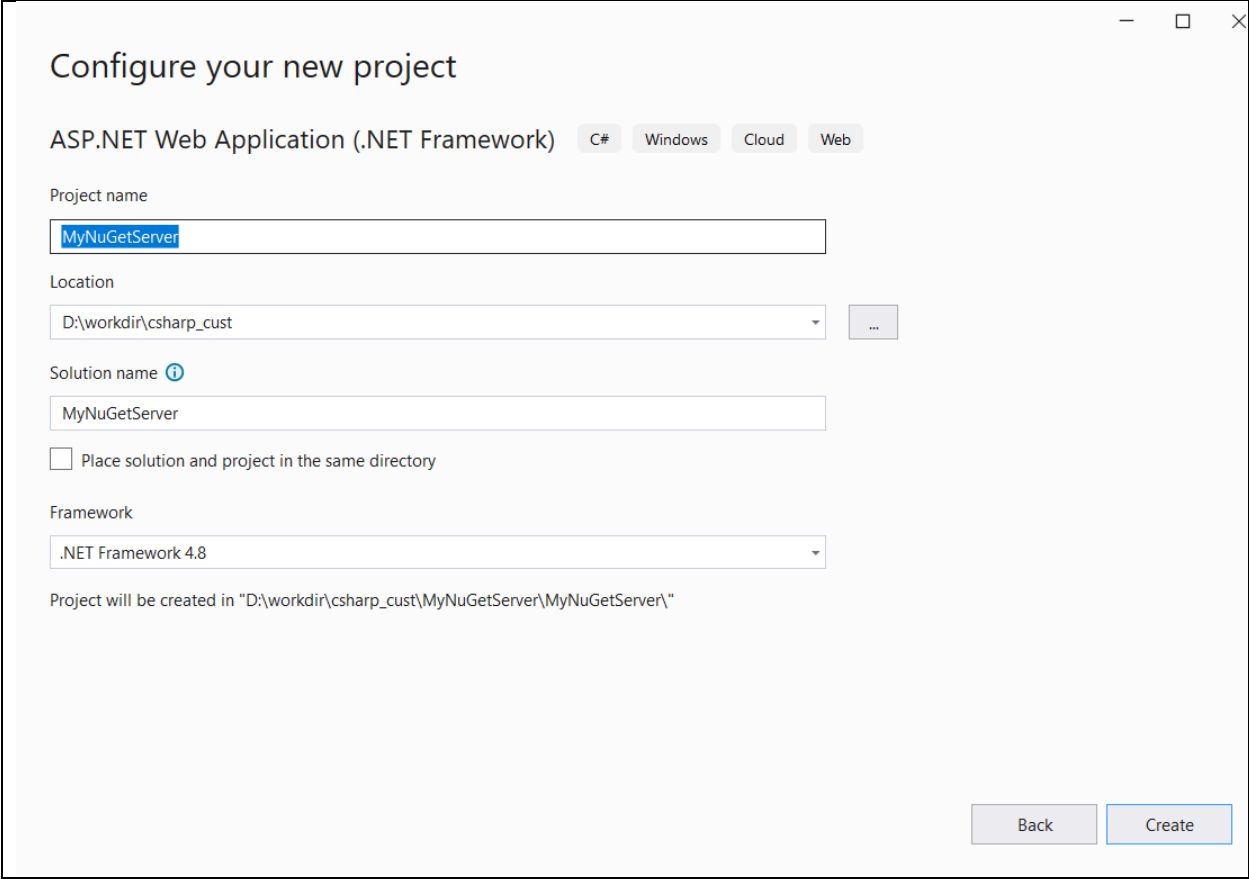 Configure your new project
ASP.NET Web Application (.NET Framework) C# Windows Cloud Web
Project name
MyNuGetServer
Location
D:\workdir\csharp_cust ...
Solution name
MyNuGetServer
Place solution and project in the same directory
Framework
.NET Framework 4.8
Project will be created in "D:\workdir\csharp_cust\MyNuGetServer\MyNuGetServer\"
Back Create